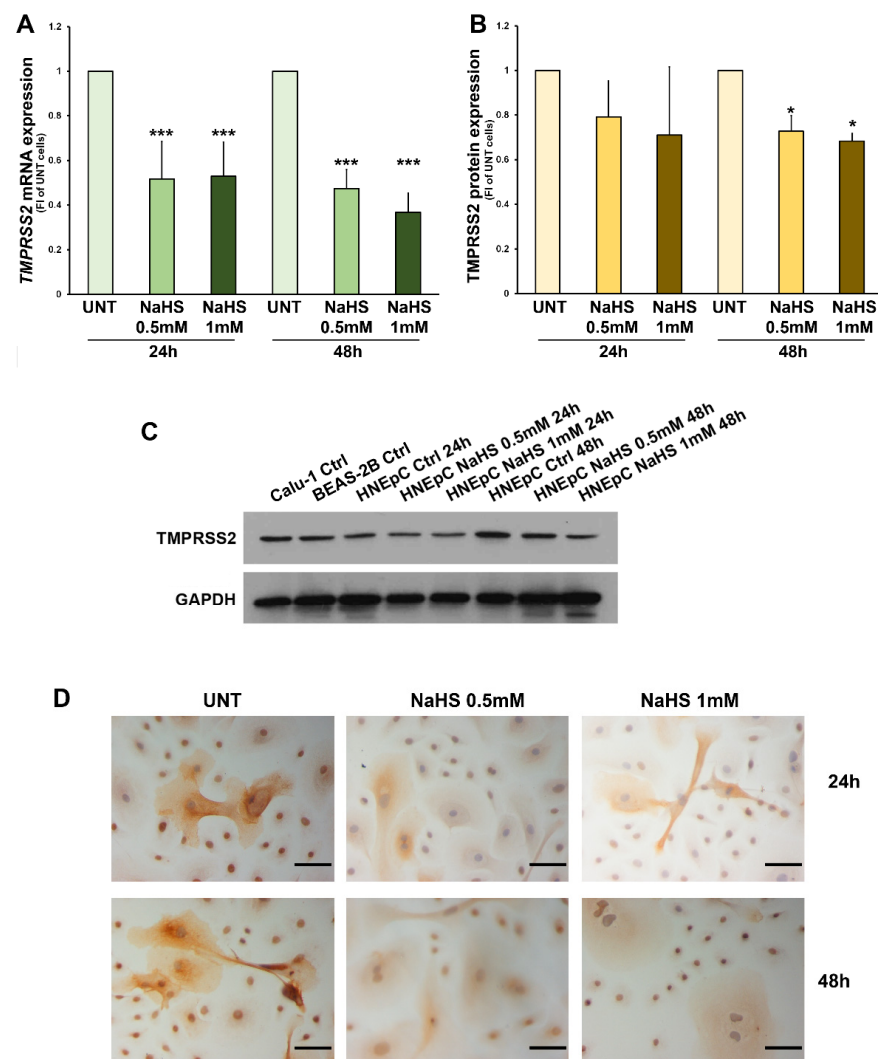 A
TMPRSS2 mRNA expression
(FI of UNT cells)
1.2
1
0.8
0.6
0.4
0.2
0
***
***
***
***
UNT
NaHS
0.5mM
NaHS
1mM
UNT
NaHS
0.5mM
NaHS
1mM
24h
48h
B
TMPRSS2 protein expression
(FI of UNT cells)
1.2
1
0.8
0.6
0.4
0.2
0
*
*
UNT
NaHS
0.5mM
NaHS
1mM
UNT
NaHS
0.5mM
NaHS
1mM
24h
48h
C
Calu-1 Ctrl
BEAS-2B Ctrl
HNEpC Ctrl 24h
HNEpC NaHS 0.5mM 24h
HNEpC NaHS 1mM 24h
HNEpC Ctrl 48h
HNEpC NaHS 0.5mM 48h
HNEpC NaHS 1mM 48h
TMPRSS2
GAPDH
D
UNT
NaHS 0.5mM
NaHS 1mM
24h
48h